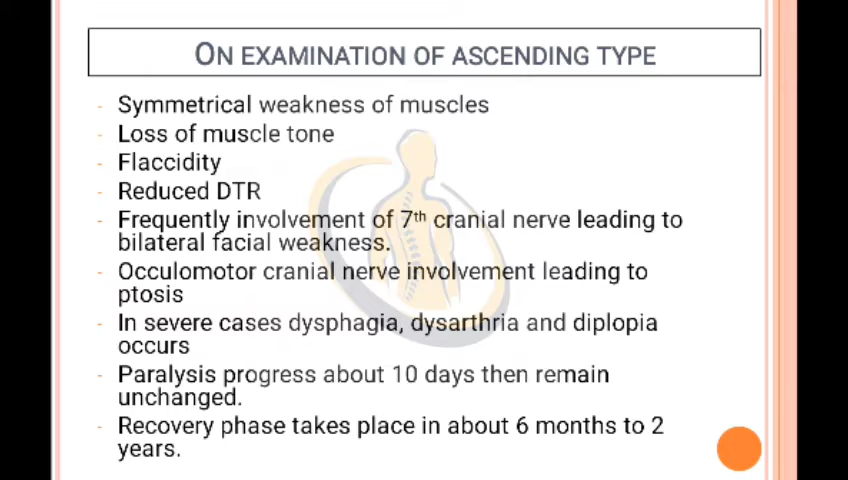 ON EXAMINATION OF ASCENDING TYPE
- Symmetrical weakness of muscles
- Loss of muscle tone
- Flaccidity
- Reduced DTR
- Frequently involvement of 7th cranial nerve leading to
bilateral facial weakness.
- Occulomotor cranial nerve involvement leading to
ptosis
- In severe cases dysphagia, dysarthria and diplopia
occurs
- Paralysis progress about 10 days then remain
unchanged.
- Recovery phase takes place in about 6 months to 2
years.